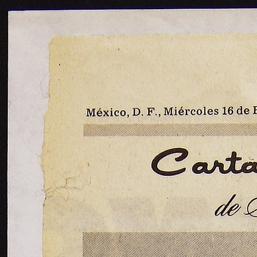 México, D. F., Miércoles 16 de
Carta
de